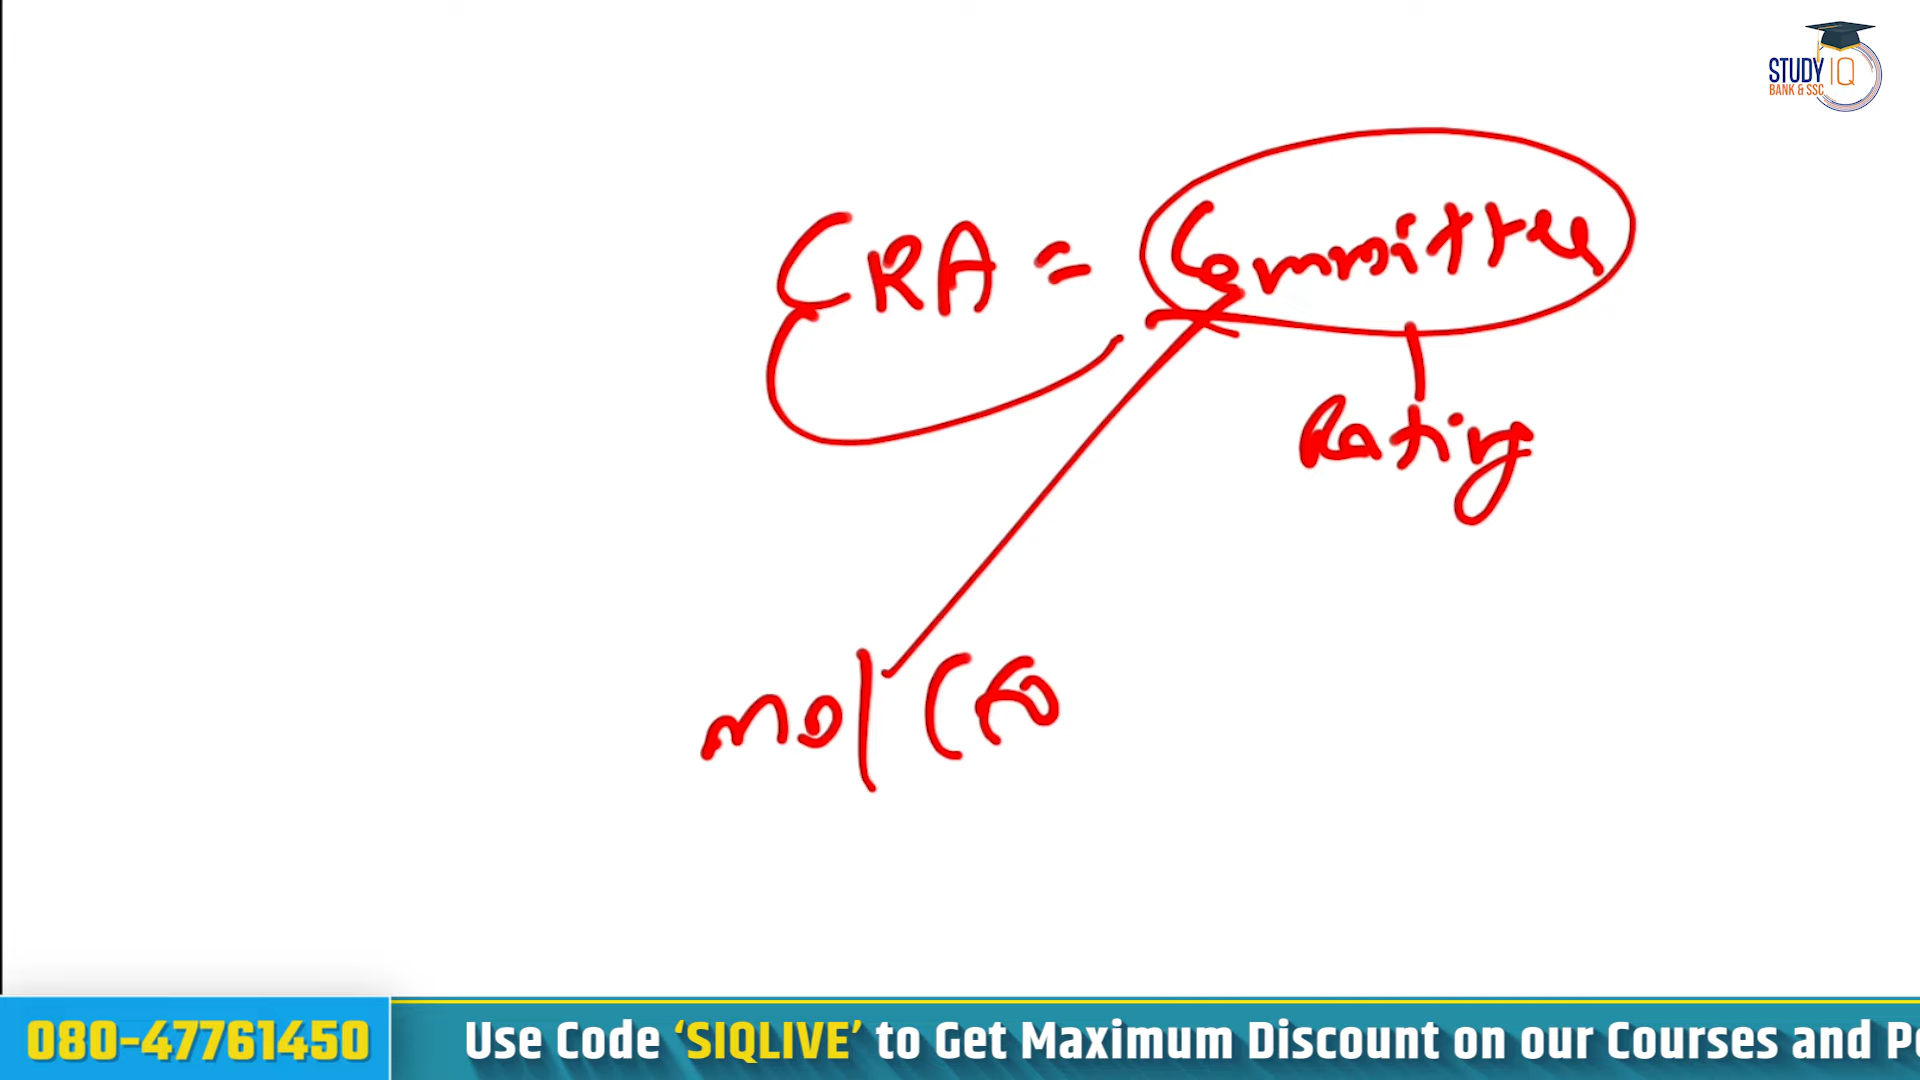 STUDY IQ
BANK & SSC
CRA = Committee
Rating
MD/ CEO
080-47761450
Use Code ‘SIQLIVE’ to Get Maximum Discount on our Courses and